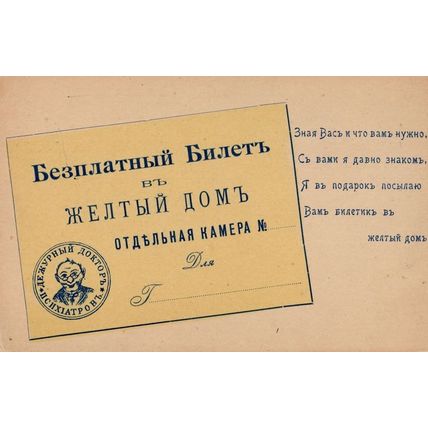 Безплатный Билетъ
въ
ЖЕЛТЫЙ ДОМЪ
ОТДѢЛЬНАЯ КАМЕРА №
Для
Г
ДЕЖУРНЫЙ ДОКТОРЪ
ПСИХІАТРОВЪ
Зная Васъ и что вамъ нужно,
Съ вами я давно знакомъ,
Я въ подарокъ посылаю
Вамъ билетикъ въ
желтый домъ